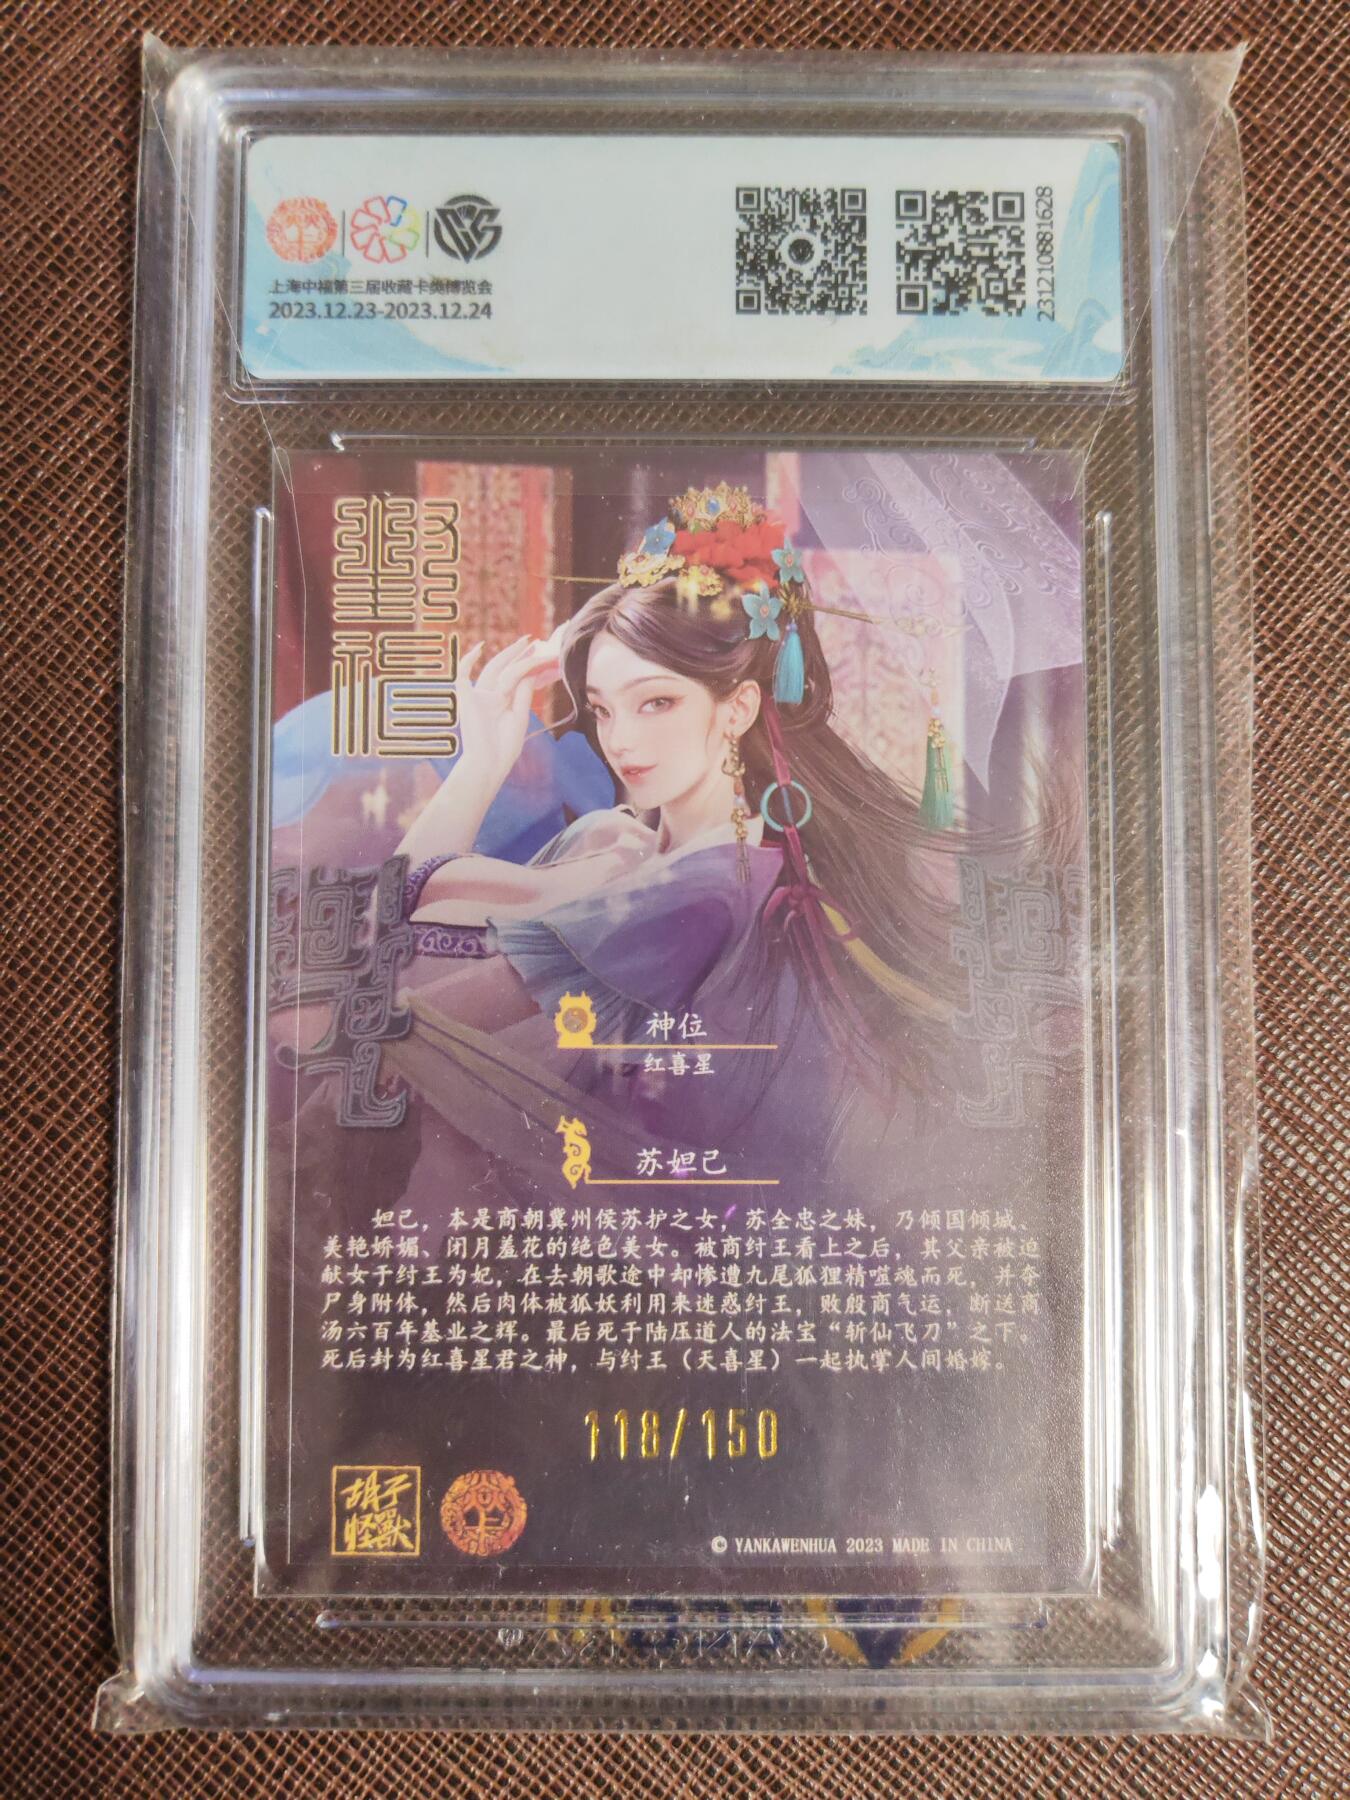 上海中福第三届收藏卡类博览会
2023.12.23-2023.12.24
2312210881628
封神
神位
红喜星
苏妲己
妲己，本是商朝冀州侯苏护之女，苏全忠之妹，乃倾国倾城、
美艳娇媚、闭月羞花的绝色美女。被商纣王看上之后，其父亲被迫
献女于纣王为妃，在去朝歌途中却惨遭九尾狐狸精噬魂而死，并夺
尸身附体，然后肉体被狐妖利用来迷惑纣王，败殷商气运，断送商
汤六百年基业之辉。最后死于陆压道人的法宝“斩仙飞刀”之下。
死后封为红喜星君之神，与纣王（天喜星）一起执掌人间婚嫁。
118/150
胡子
怪獸
炎卡
© YANKAWENHUA 2023 MADE IN CHINA